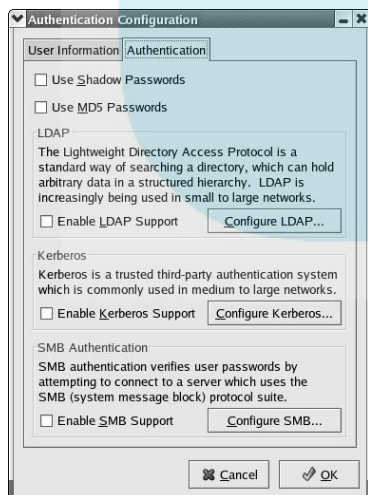 Authentication Configuration
User Information Authentication
Use Shadow Passwords
Use MD5 Passwords
LDAP
The Lightweight Directory Access Protocol is a
standard way of searching a directory, which can hold
arbitrary data in a structured hierarchy. LDAP is
increasingly being used in small to large networks.
Enable LDAP Support Configure LDAP...
Kerberos
Kerberos is a trusted third-party authentication system
which is commonly used in medium to large networks.
Enable Kerberos Support Configure Kerberos...
SMB Authentication
SMB authentication verifies user passwords by
attempting to connect to a server which uses the
SMB (system message block) protocol suite.
Enable SMB Support Configure SMB...
Cancel OK